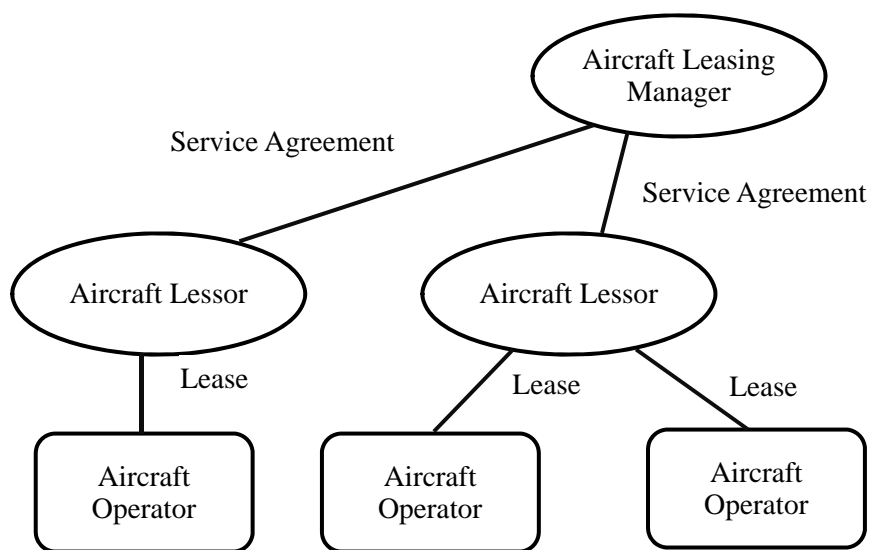 Aircraft Leasing
Manager
Service Agreement
Service Agreement
Aircraft Lessor
Aircraft Lessor
Lease
Lease
Lease
Aircraft
Operator
Aircraft
Operator
Aircraft
Operator